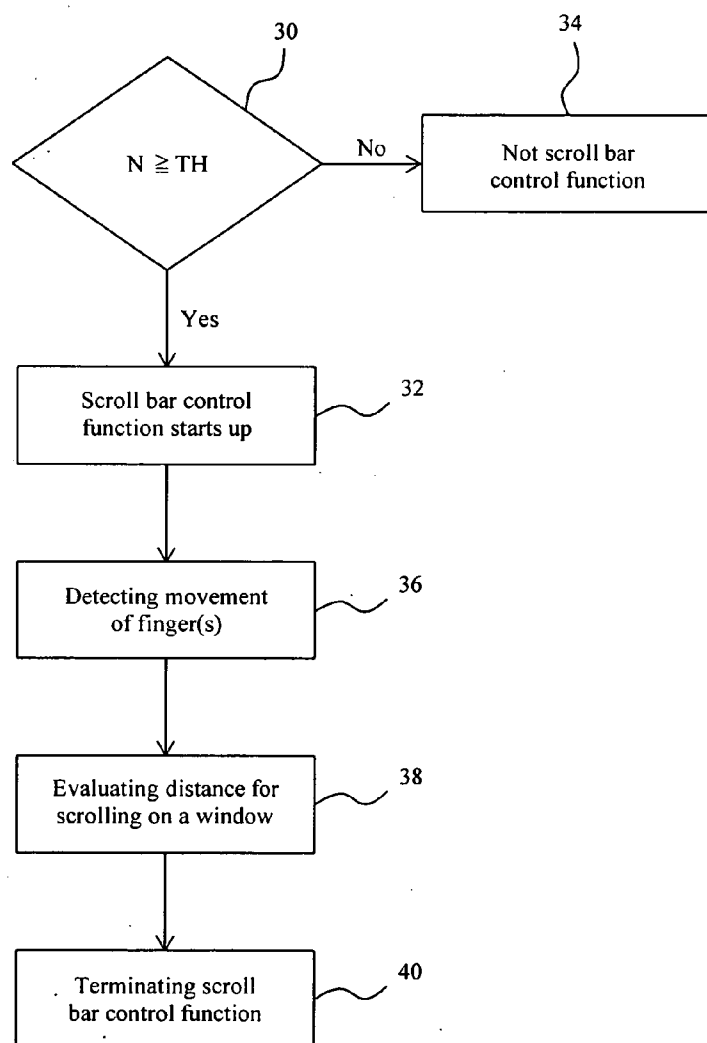 30
34
N ≧ TH
No
Not scroll bar
control function
Yes
Scroll bar control
function starts up
32
Detecting movement
of finger(s)
36
Evaluating distance for
scrolling on a window
38
Terminating scroll
bar control function
40